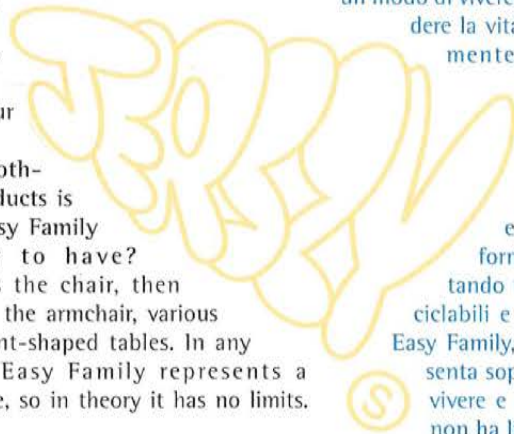 ur
oth-
ducts is
sy Family
to have?
the chair, then
the armchair, various
nt-shaped tables. In any
Easy Family represents a
e, so in theory it has no limits.
un modo di vivere
dere la vita
mente
e
tando
ciclabili e
Easy Family,
senta sop
vivere e
non ha l
S